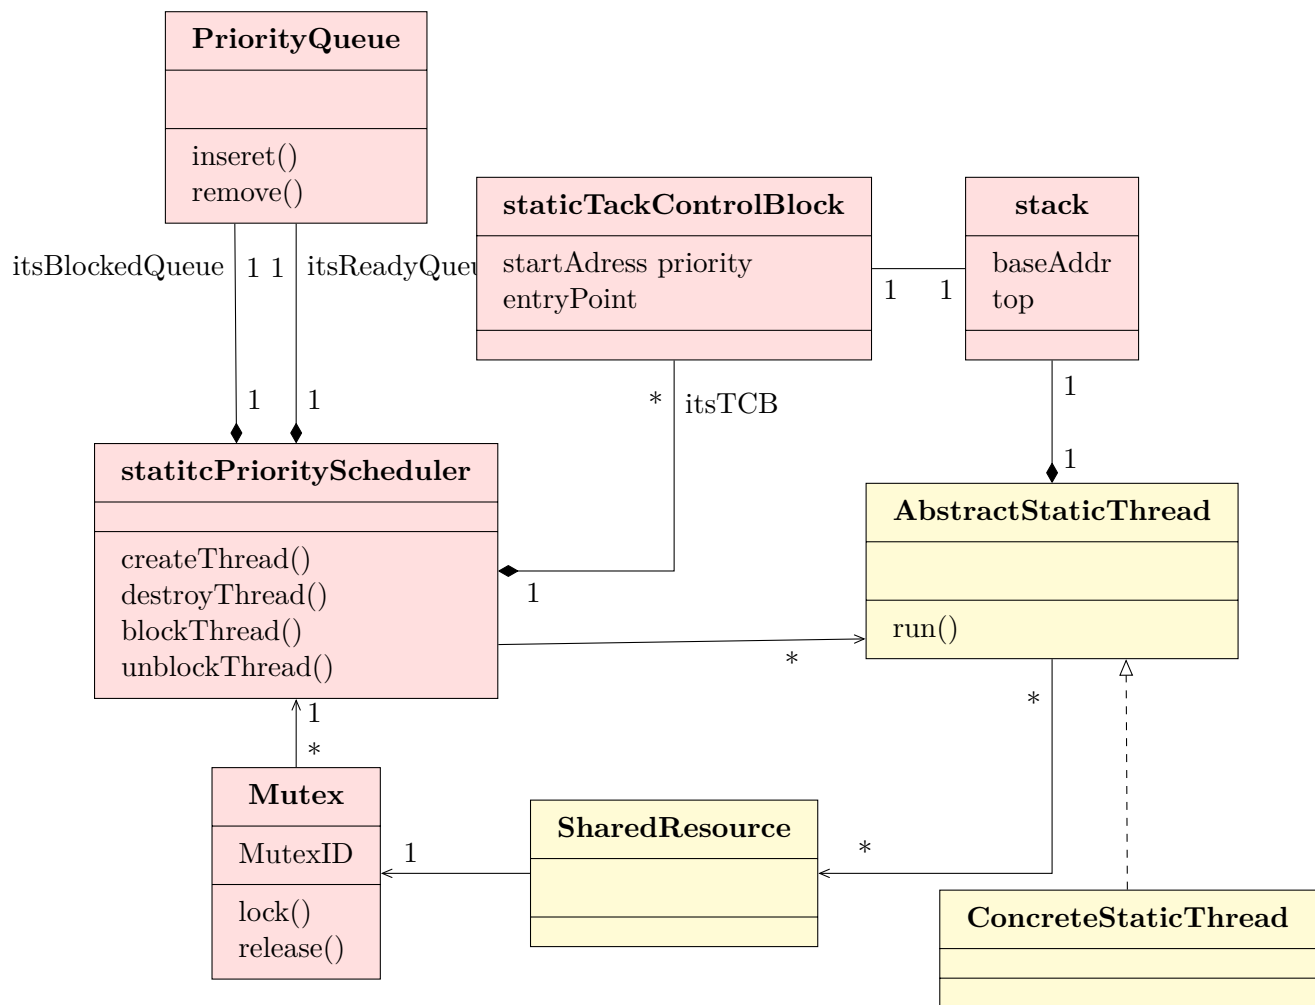 PriorityQueue
inseret()
remove()
staticTackControlBlock
startAdress priority
entryPoint
stack
baseAddr
top
itsBlockedQueue
1
1
itsReadyQueu
1
1
1
1
*
itsTCB
1
1
1
statitcPriorityScheduler
createThread()
destroyThread()
blockThread()
unblockThread()
1
AbstractStaticThread
run()
*
*
1
*
Mutex
MutexID
lock()
release()
1
SharedResource
*
ConcreteStaticThread